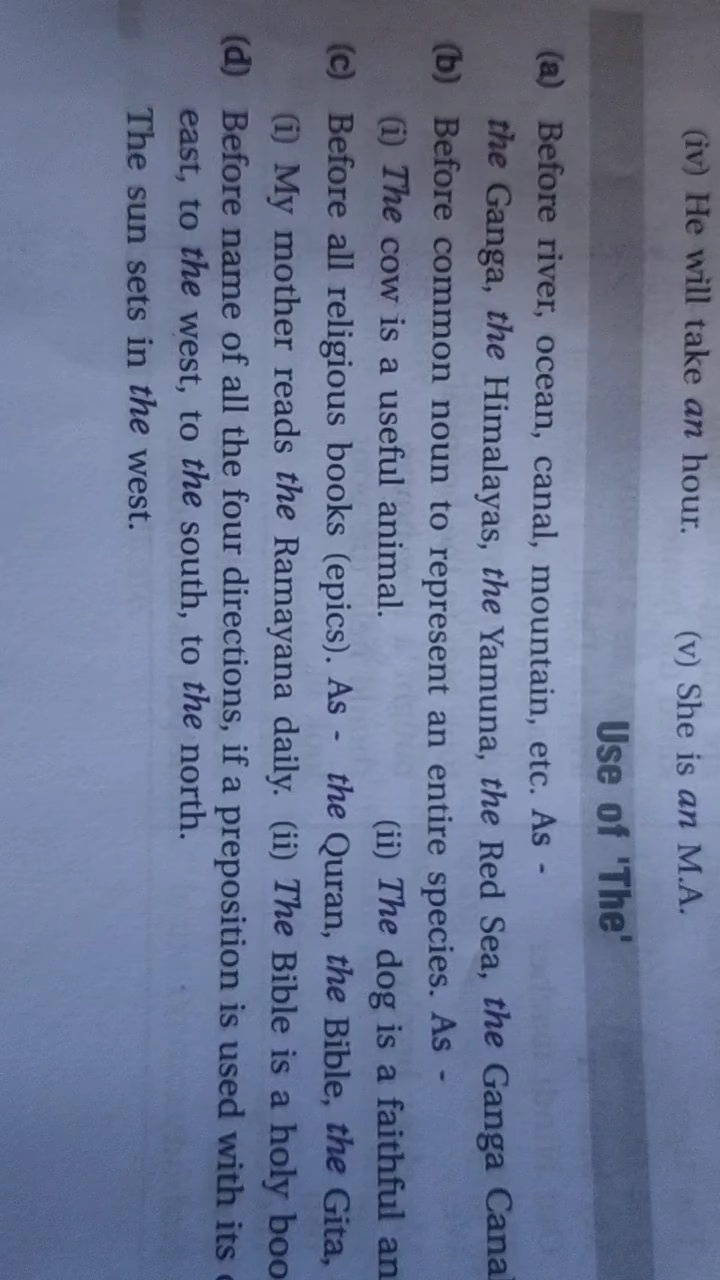 (iv) He will take an hour. (v) She is an M.A.
Use of 'The'
(a) Before river, ocean, canal, mountain, etc. As -
the Ganga, the Himalayas, the Yamuna, the Red Sea, the Ganga Canal
(b) Before common noun to represent an entire species. As -
(i) The cow is a useful animal. (ii) The dog is a faithful an
(c) Before all religious books (epics). As - the Quran, the Bible, the Gita,
(i) My mother reads the Ramayana daily. (ii) The Bible is a holy boo
(d) Before name of all the four directions, if a preposition is used with its
east, to the west, to the south, to the north.
The sun sets in the west.